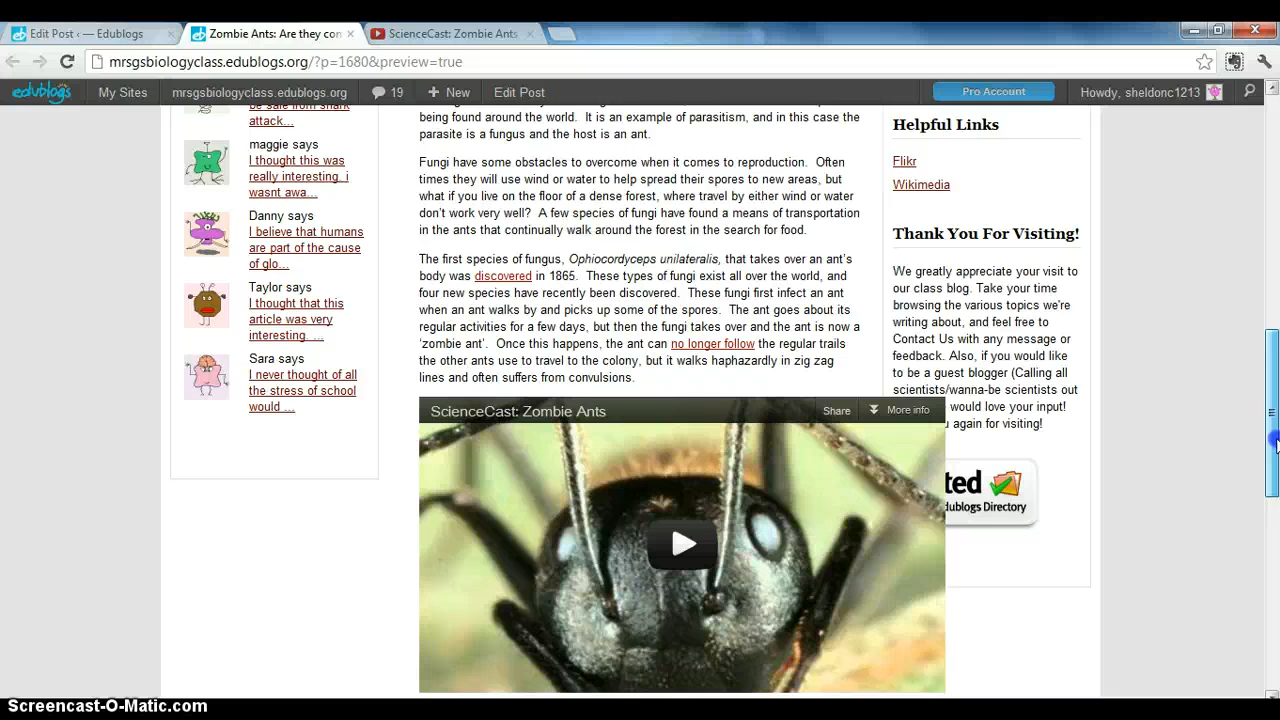 Edit Post ‹ — Edublogs
Zombie Ants: Are they con
ScienceCast: Zombie Ants
mrsgsbiologyclass.edublogs.org/?p=1680&preview=true
edublogs
My Sites
mrsgsbiologyclass.edublogs.org
19
+ New
Edit Post
Pro Account
Howdy, sheldonc1213
be safe from shark
attack...
maggie says
I thought this was
really interesting, i
wasnt awa...
Danny says
I believe that humans
are part of the cause
of glo...
Taylor says
I thought that this
article was very
interesting. ...
Sara says
I never thought of all
the stress of school
would ...
being found around the world.  It is an example of parasitism, and in this case the
parasite is a fungus and the host is an ant.
Fungi have some obstacles to overcome when it comes to reproduction.  Often
times they will use wind or water to help spread their spores to new areas, but
what if you live on the floor of a dense forest, where travel by either wind or water
don't work very well?  A few species of fungi have found a means of transportation
in the ants that continually walk around the forest in the search for food.
The first species of fungus, Ophiocordyceps unilateralis, that takes over an ant's
body was discovered in 1865.  These types of fungi exist all over the world, and
four new species have recently been discovered.  These fungi first infect an ant
when an ant walks by and picks up some of the spores.  The ant goes about its
regular activities for a few days, but then the fungi takes over and the ant is now a
'zombie ant'.  Once this happens, the ant can no longer follow the regular trails
the other ants use to travel to the colony, but it walks haphazardly in zig zag
lines and often suffers from convulsions.
ScienceCast: Zombie Ants
Share
More info
Helpful Links
Flikr
Wikimedia
Thank You For Visiting!
We greatly appreciate your visit to
our class blog. Take your time
browsing the various topics we're
writing about, and feel free to
Contact Us with any message or
feedback. Also, if you would like
to be a guest blogger (Calling all
scientists/wanna-be scientists out
would love your input!
again for visiting!
ted
dublogs Directory
Screencast-O-Matic.com